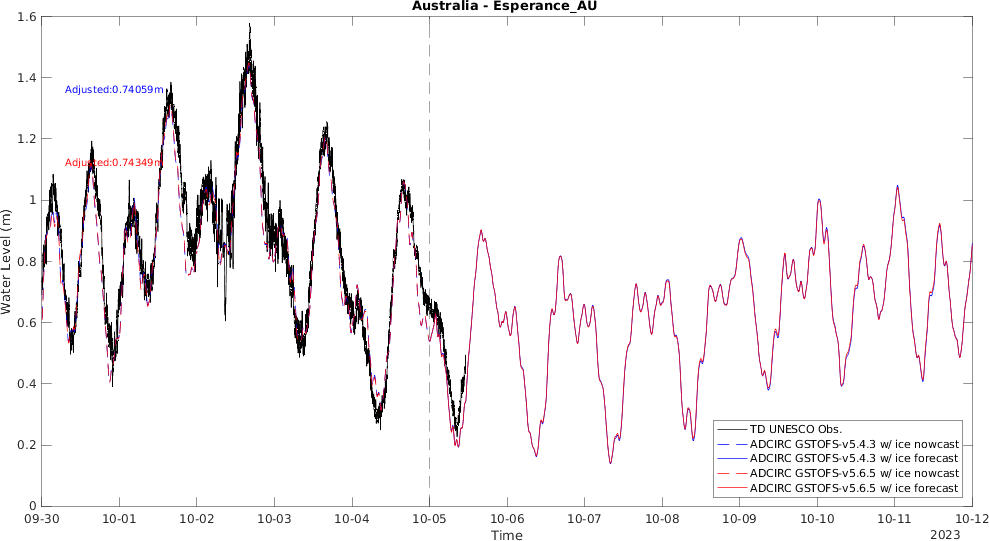 Australia - Esperance_AU
1.6
1.4
1.2
1
0.8
0.6
0.4
0.2
0
Water Level (m)
Adjusted:0.74059m
Adjusted:0.74349m
TD UNESCO Obs.
ADCIRC GSTOFS-v5.4.3 w/ ice nowcast
ADCIRC GSTOFS-v5.4.3 w/ ice forecast
ADCIRC GSTOFS-v5.6.5 w/ ice nowcast
ADCIRC GSTOFS-v5.6.5 w/ ice forecast
09-30 10-01 10-02 10-03 10-04 10-05 10-06 10-07 10-08 10-09 10-10 10-11 10-12
Time
2023